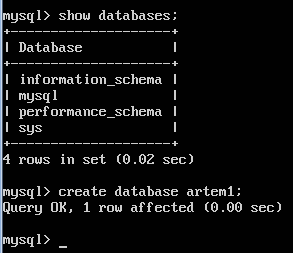 mysql> show databases;
+--------------------+
| Database           |
+--------------------+
| information_schema |
| mysql              |
| performance_schema |
| sys                |
+--------------------+
4 rows in set (0.02 sec)
mysql> create database artem1;
Query OK, 1 row affected (0.00 sec)
mysql> _